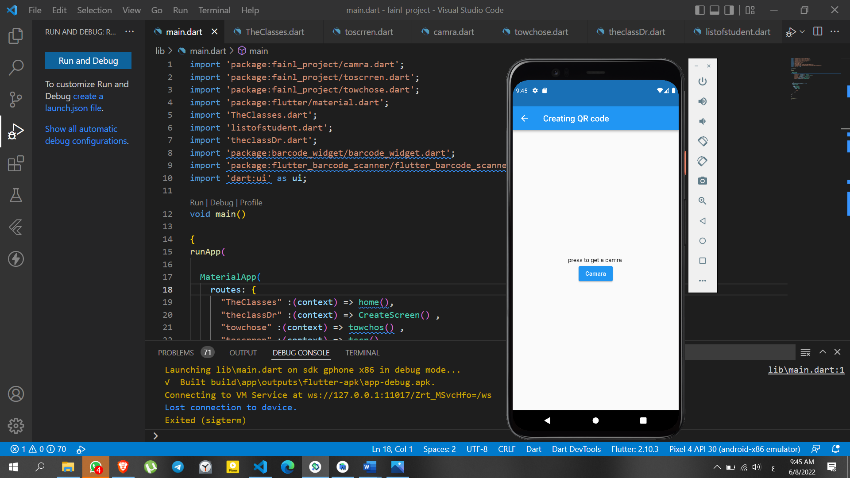 File Edit Selection View Go Run Terminal Help
main.dart - fainl_project - Visual Studio Code
RUN AND DEBUG: R...
main.dart
TheClasses.dart
toscrren.dart
camra.dart
towchose.dart
theclassDr.dart
listofstudent.dart
lib > main.dart > main
Run and Debug
To customize Run and
Debug create a
launch.json file.
Show all automatic
debug configurations.
1 import 'package:fainl_project/camra.dart';
2 import 'package:fainl_project/toscrren.dart';
3 import 'package:fainl_project/towchose.dart';
4 import 'package:flutter/material.dart';
5 import 'TheClasses.dart';
6 import 'listofstudent.dart';
7 import 'theclassDr.dart';
8 import 'package:barcode_widget/barcode_widget.dart';
9 import 'package:flutter_barcode_scanner/flutter_barcode_scanne
10 import 'dart:ui' as ui;
11
Run | Debug | Profile
12 void main()
13
14 {
15 runApp(
16
17 MaterialApp(
18 routes: {
19 "TheClasses" :(context) => home(),
20 "theclassDr" :(context) => CreateScreen() ,
21 "towchose" :(context) => towchos() ,
9:45
Creating QR code
press to get a camra
Camara
PROBLEMS 71 OUTPUT DEBUG CONSOLE TERMINAL
Launching lib\main.dart on sdk gphone x86 in debug mode...
lib\main.dart:1
√ Built build\app\outputs\flutter-apk\app-debug.apk.
Connecting to VM Service at ws://127.0.0.1:11017/Zrt_MSvcHfo=/ws
Lost connection to device.
Exited (sigterm)
1 0 70
Ln 18, Col 1 Spaces: 2 UTF-8 CRLF Dart Dart DevTools Flutter: 2.10.3 Pixel 4 API 30 (android-x86 emulator)
4
9:45 AM
6/8/2022